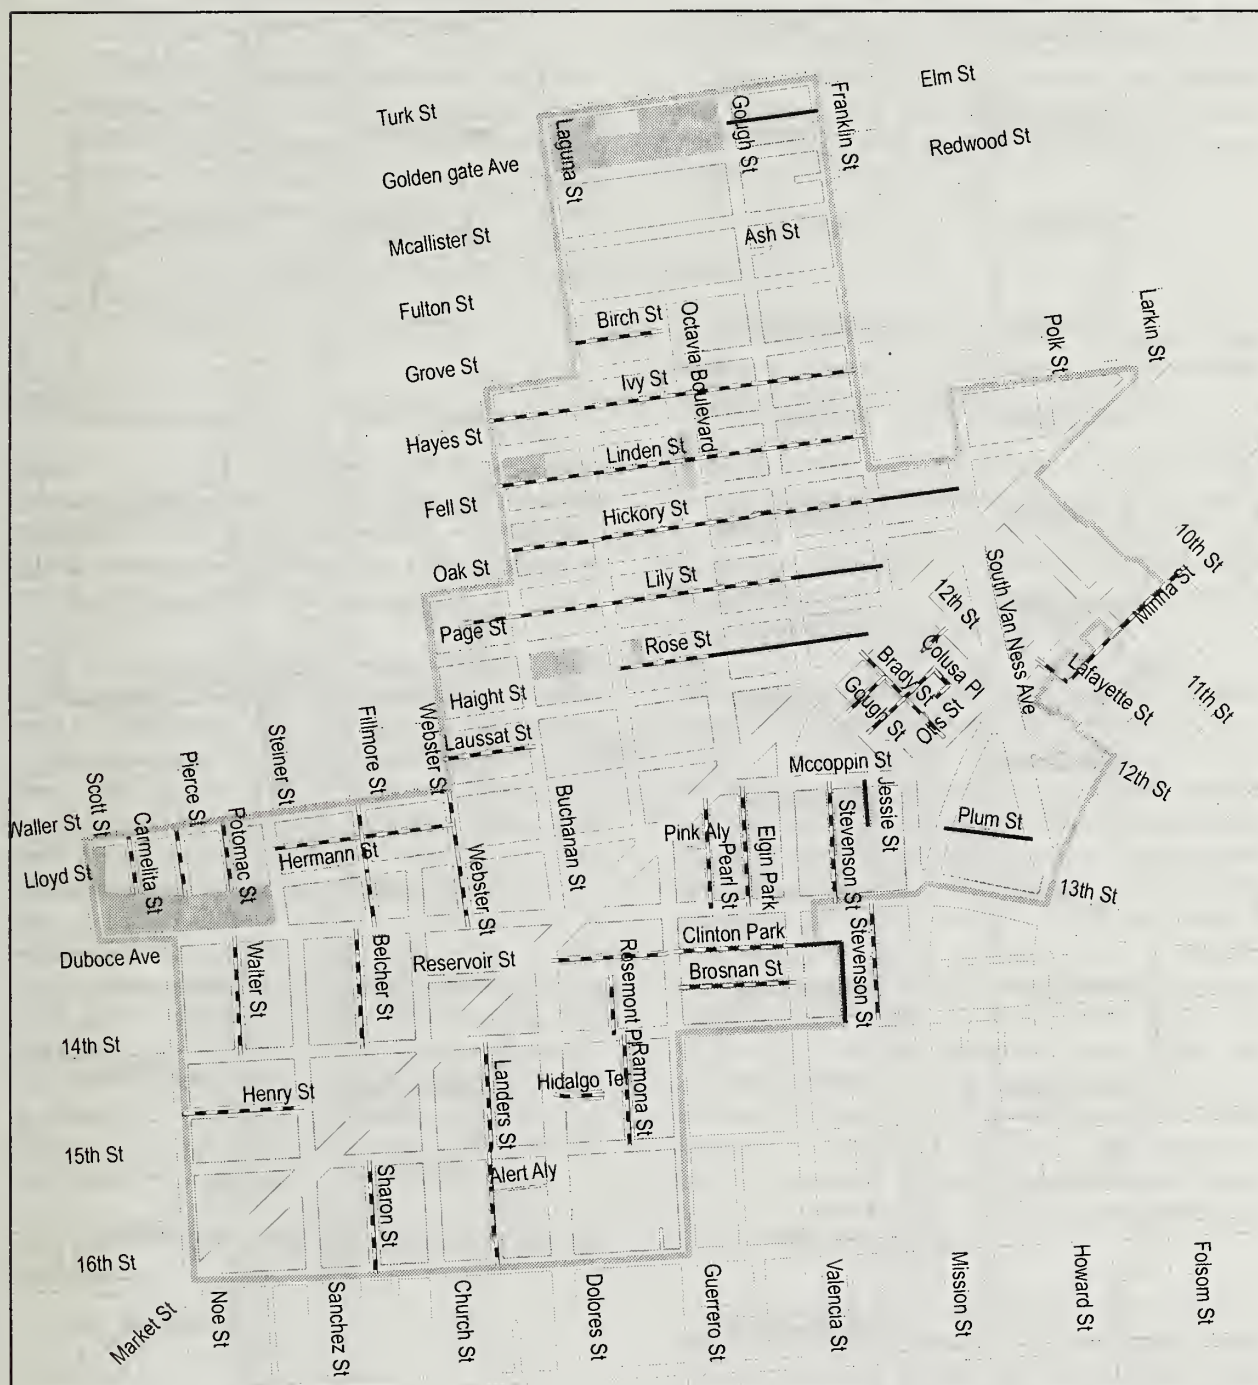 Elm St
Turk St
Gough St
Franklin St
Redwood St
Laguna St
Golden gate Ave
Mcallister St
Ash St
Fulton St
Birch St
Octavia Boulevard
Polk St
Larkin St
Grove St
Ivy St
Hayes St
Linden St
Fell St
Hickory St
Oak St
Lily St
South Van Ness Ave
10th St
Minna St
12th St
Page St
Rose St
Colusa Pl
Brady St
Lafayette St
11th St
Haight St
Gough St
Otis St
Webster St
Fillmore St
Laussat St
Steiner St
Pierce St
Scott St
Mccoppin St
12th St
Waller St
Carmelita St
Potomac St
Buchanan St
Jessie St
Stevenson St
Plum St
Pink Aly
Pearl St
Elgin Park
Lloyd St
Hermann St
Webster St
13th St
Duboce Ave
Walter St
Belcher St
Reservoir St
Rosemont Pl
Clinton Park
Brosnan St
Stevenson St
14th St
Henry St
Landers St
Hidalgo Ter
Ramona St
15th St
Sharon St
Alert Aly
16th St
Market St
Noe St
Sanchez St
Church St
Dolores St
Guerrero St
Valencia St
Mission St
Howard St
Folsom St